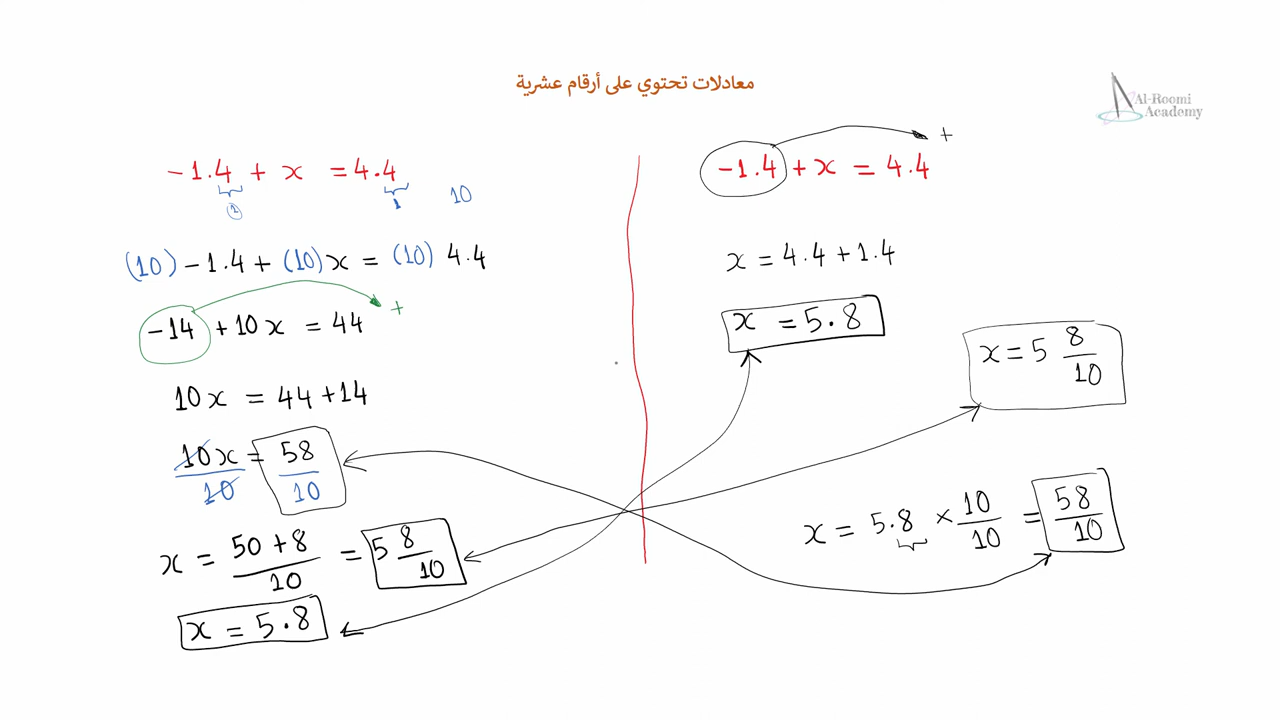 معادلات تحتوي على أرقام عشرية
Al-Roomi
Academy
-1.4 + x = 4.4
1 1 10
(10) -1.4 + (10) x = (10) 4.4
+
-14 + 10x = 44
10x = 44 + 14
10x/10 = 58/10
x = (50 + 8)/10 = 5 8/10
x = 5.8
+
-1.4 + x = 4.4
x = 4.4 + 1.4
x = 5.8
x = 5 8/10
x = 5.8 × 10/10 = 58/10